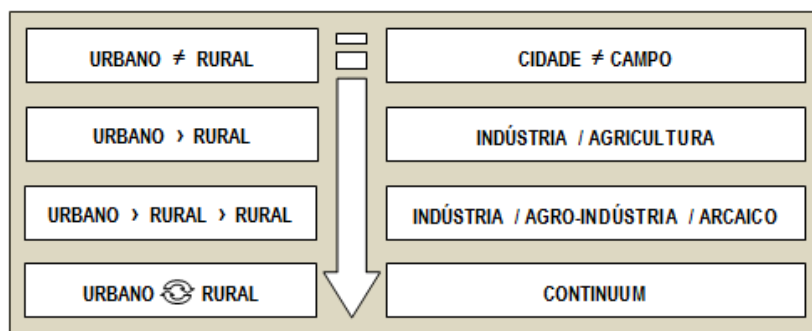 URBANO ≠ RURAL
CIDADE ≠ CAMPO
URBANO › RURAL
INDÚSTRIA / AGRICULTURA
URBANO › RURAL › RURAL
INDÚSTRIA / AGRO-INDÚSTRIA / ARCAICO
URBANO RURAL
CONTINUUM